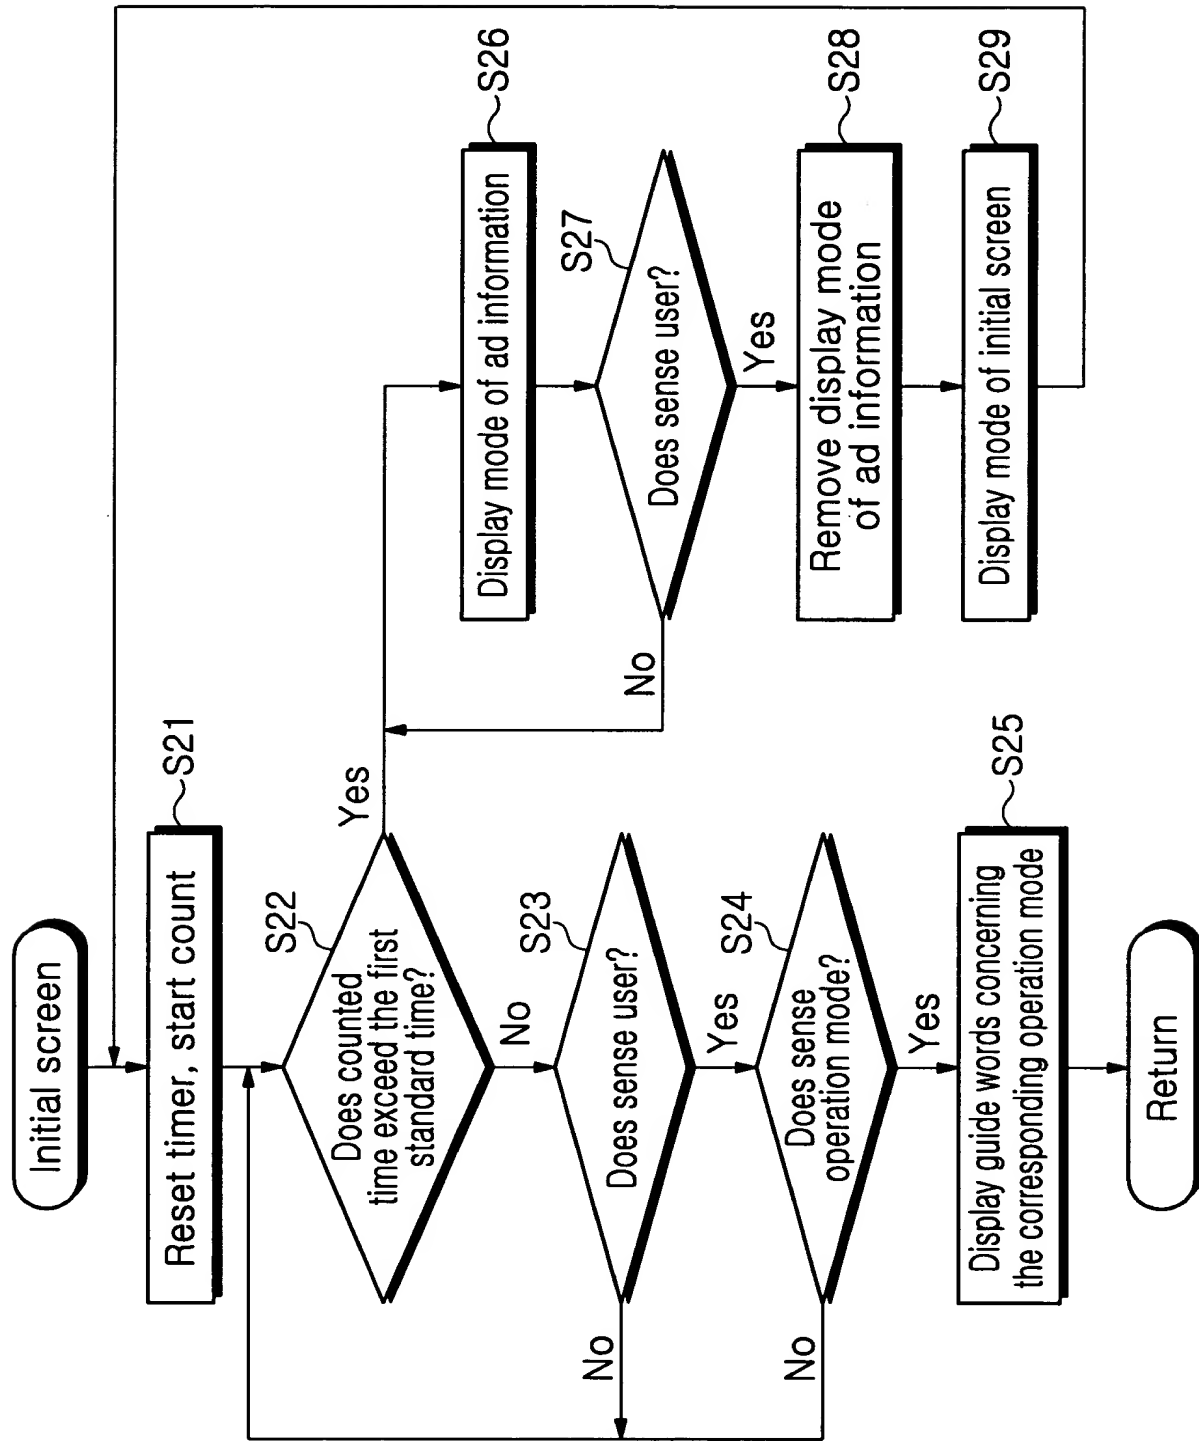 Initial screen
S21
Reset timer, start count
S22
Does counted
time exceed the first
standard time?
Yes
No
S23
Does sense user?
No
Yes
S24
Does sense
operation mode?
No
Yes
S25
Display guide words concerning
the corresponding operation mode
Return
S26
Display mode of ad information
S27
Does sense user?
No
Yes
S28
Remove display mode
of ad information
S29
Display mode of initial screen